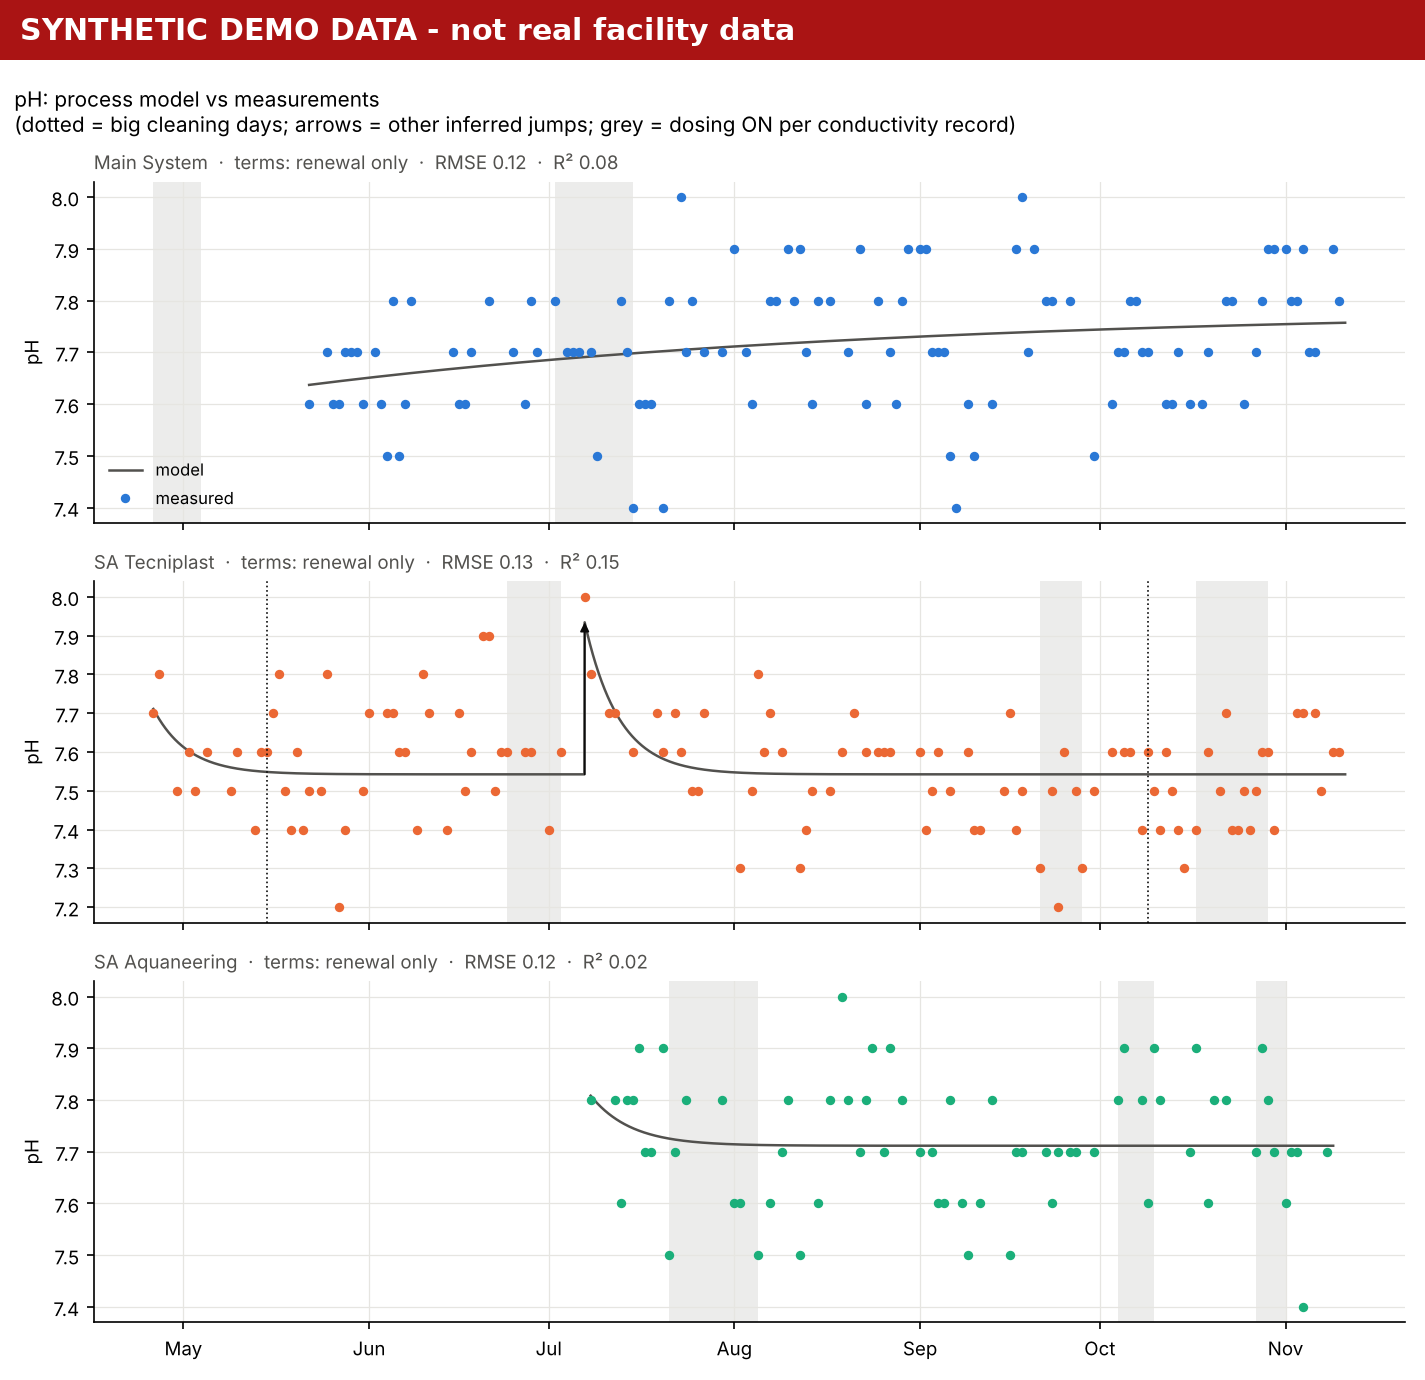 SYNTHETIC DEMO DATA - not real facility data
pH: process model vs measurements
(dotted = big cleaning days; arrows = other inferred jumps; grey = dosing ON per conductivity record)
Main System · terms: renewal only · RMSE 0.12 · R² 0.08
8.0
7.9
7.8
7.7
7.6
7.5
7.4
pH
model
measured
SA Tecniplast · terms: renewal only · RMSE 0.13 · R² 0.15
8.0
7.9
7.8
7.7
7.6
7.5
7.4
7.3
7.2
pH
SA Aquaneering · terms: renewal only · RMSE 0.12 · R² 0.02
8.0
7.9
7.8
7.7
7.6
7.5
7.4
pH
May Jun Jul Aug Sep Oct Nov